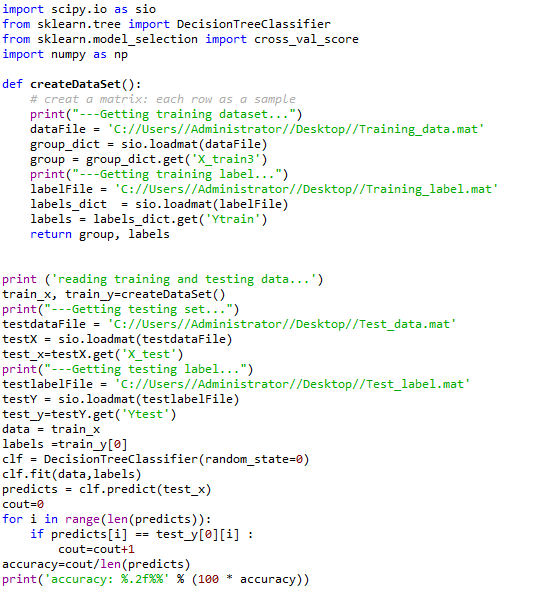 import scipy.io as sio
from sklearn.tree import DecisionTreeClassifier
from sklearn.model_selection import cross_val_score
import numpy as np
def createDataSet():
    # creat a matrix: each row as a sample
    print("---Getting training dataset...")
    dataFile = 'C://Users//Administrator//Desktop//Training_data.mat'
    group_dict = sio.loadmat(dataFile)
    group = group_dict.get('X_train3')
    print("---Getting training label...")
    labelFile = 'C://Users//Administrator//Desktop//Training_label.mat'
    labels_dict  = sio.loadmat(labelFile)
    labels = labels_dict.get('Ytrain')
    return group, labels
print ('reading training and testing data...')
train_x, train_y=createDataSet()
print("---Getting testing set...")
testdataFile = 'C://Users//Administrator//Desktop//Test_data.mat'
testX = sio.loadmat(testdataFile)
test_x=testX.get('X_test')
print("---Getting testing label...")
testlabelFile = 'C://Users//Administrator//Desktop//Test_label.mat'
testY = sio.loadmat(testlabelFile)
test_y=testY.get('Ytest')
data = train_x
labels =train_y[0]
clf = DecisionTreeClassifier(random_state=0)
clf.fit(data,labels)
predicts = clf.predict(test_x)
cout=0
for i in range(len(predicts)):
    if predicts[i] == test_y[0][i] :
        cout=cout+1
accuracy=cout/len(predicts)
print('accuracy: %.2f%%' % (100 * accuracy))